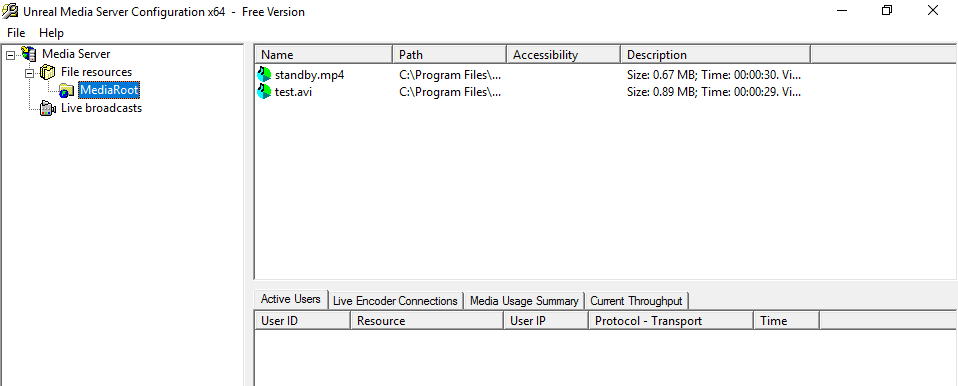 Unreal Media Server Configuration x64 - Free Version
File Help
Media Server
File resources
MediaRoot
Live broadcasts
Name Path Accessibility Description
standby.mp4 C:\Program Files\... Size: 0.67 MB; Time: 00:00:30. Vi...
test.avi C:\Program Files\... Size: 0.89 MB; Time: 00:00:29. Vi...
Active Users Live Encoder Connections Media Usage Summary Current Throughput
User ID Resource User IP Protocol - Transport Time